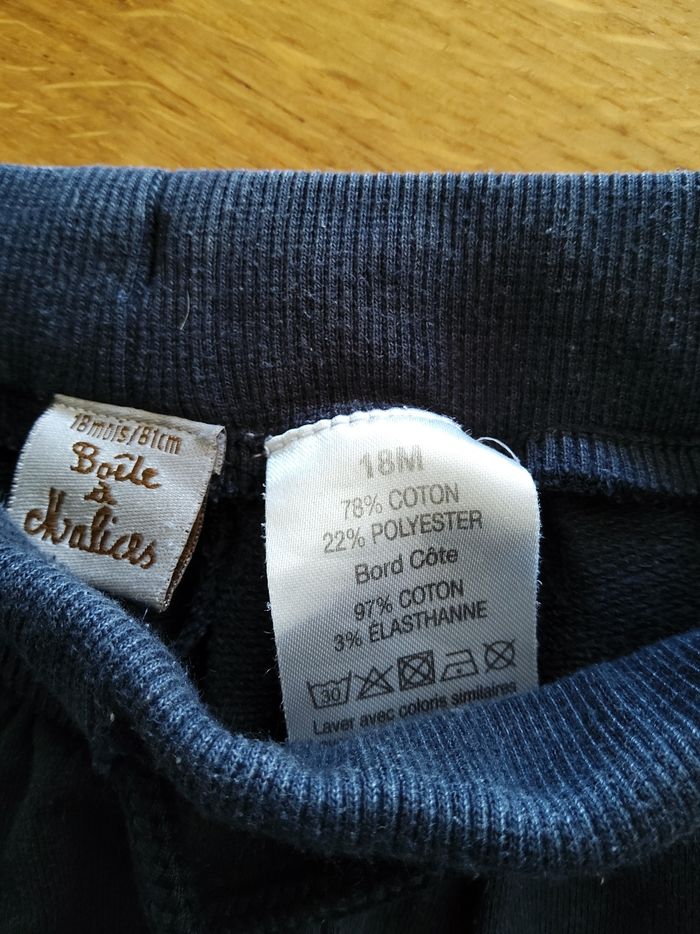 18mois/81cm
Boîte
à
Malices
18M
78% COTON
22% POLYESTER
Bord Côte
97% COTON
3% ÉLASTHANNE
30
Laver avec coloris similaires